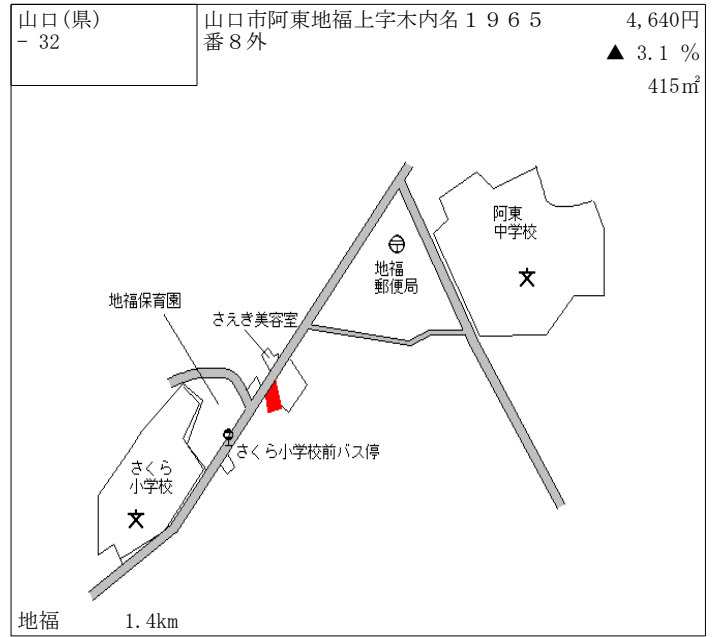 山口(県)
- 32
山口市阿東地福上字木内名１９６５
番８外
4,640円
▲ 3.1 %
415㎡
阿東
中学校
地福
郵便局
地福保育園
さえき美容室
さくら小学校前バス停
さくら
小学校
地福 1.4km